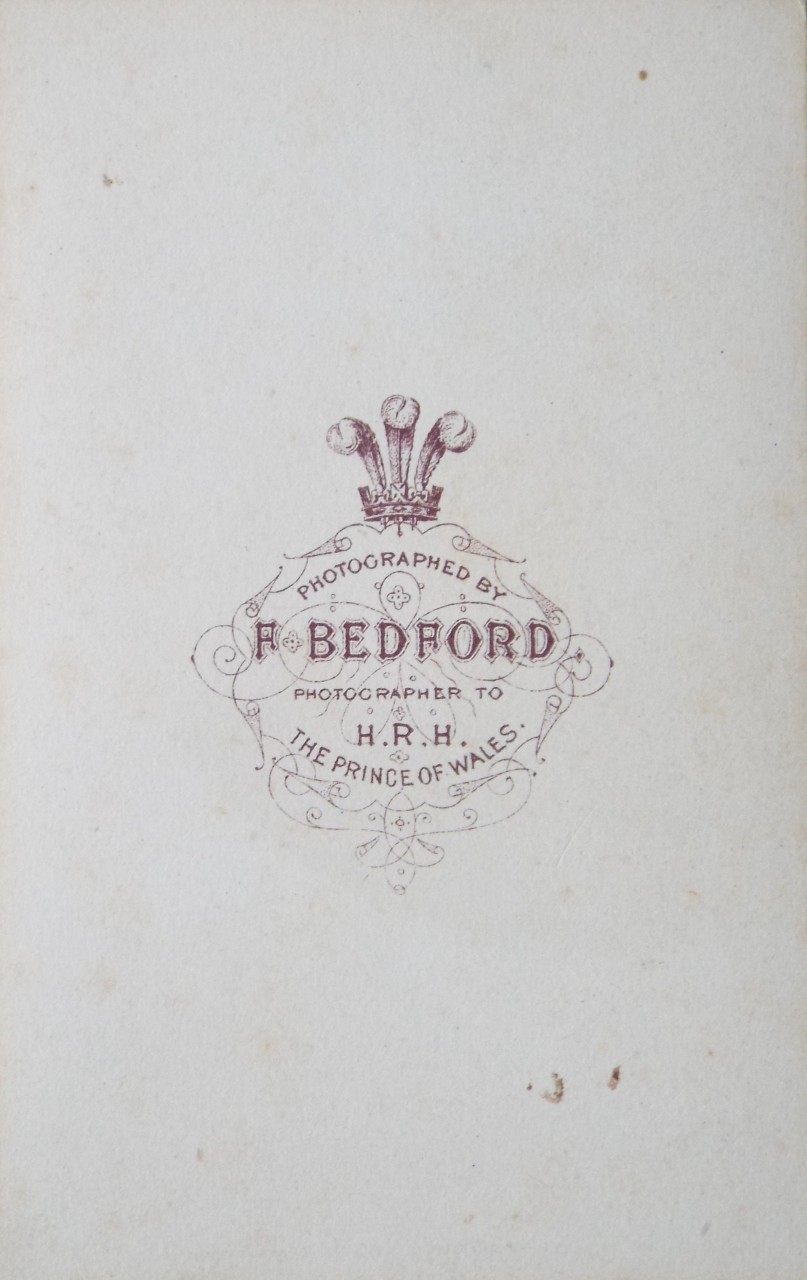 PHOTOGRAPHED BY
F. BEDFORD.
PHOTOGRAPHER TO
H.R.H.
THE PRINCE OF WALES.